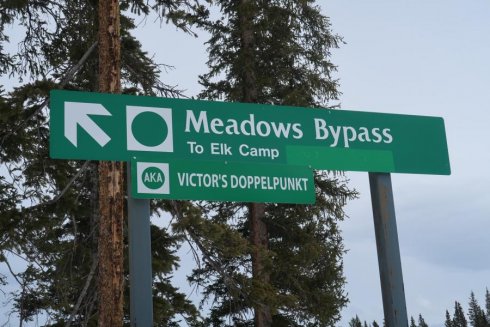 Meadows Bypass
To Elk Camp
AKA VICTOR'S DOPPELPUNKT